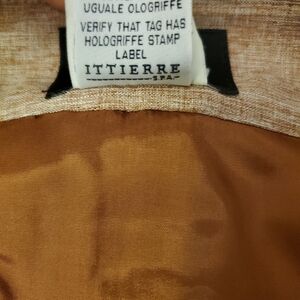 UGUALE OLOGRIFFE
VERIFY THAT TAG HAS
HOLOGRIFFE STAMP
LABEL
ITTIERRE
S.P.A.